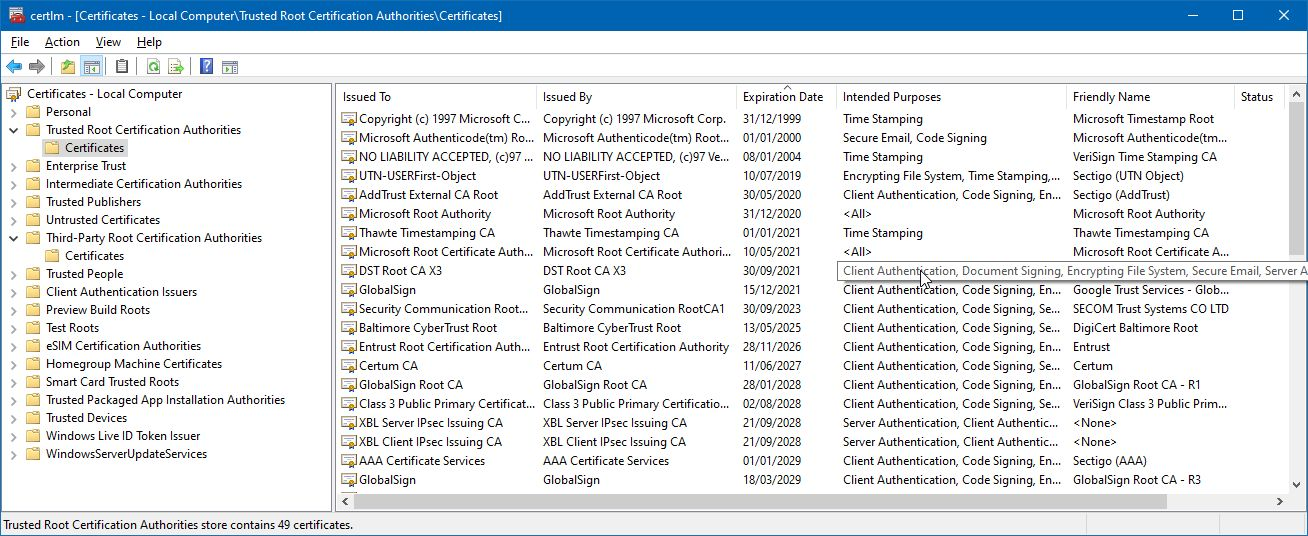 certlm - [Certificates - Local Computer\Trusted Root Certification Authorities\Certificates]
File Action View Help
Certificates - Local Computer
Personal
Trusted Root Certification Authorities
Certificates
Enterprise Trust
Intermediate Certification Authorities
Trusted Publishers
Untrusted Certificates
Third-Party Root Certification Authorities
Certificates
Trusted People
Client Authentication Issuers
Preview Build Roots
Test Roots
eSIM Certification Authorities
Homegroup Machine Certificates
Smart Card Trusted Roots
Trusted Packaged App Installation Authorities
Trusted Devices
Windows Live ID Token Issuer
WindowsServerUpdateServices
Issued To Issued By Expiration Date Intended Purposes Friendly Name Status
Copyright (c) 1997 Microsoft C... Copyright (c) 1997 Microsoft Corp. 31/12/1999 Time Stamping Microsoft Timestamp Root
Microsoft Authenticode(tm) Ro... Microsoft Authenticode(tm) Root... 01/01/2000 Secure Email, Code Signing Microsoft Authenticode(tm...
NO LIABILITY ACCEPTED, (c)97 ... NO LIABILITY ACCEPTED, (c)97 Ve... 08/01/2004 Time Stamping VeriSign Time Stamping CA
UTN-USERFirst-Object UTN-USERFirst-Object 10/07/2019 Encrypting File System, Time Stamping,... Sectigo (UTN Object)
AddTrust External CA Root AddTrust External CA Root 30/05/2020 Client Authentication, Code Signing, En... Sectigo (AddTrust)
Microsoft Root Authority Microsoft Root Authority 31/12/2020 <All> Microsoft Root Authority
Thawte Timestamping CA Thawte Timestamping CA 01/01/2021 Time Stamping Thawte Timestamping CA
Microsoft Root Certificate Auth... Microsoft Root Certificate Authori... 10/05/2021 <All> Microsoft Root Certificate A...
DST Root CA X3 DST Root CA X3 30/09/2021 Client Authentication, Document Signing, Encrypting File System, Secure Email, Server A
GlobalSign GlobalSign 15/12/2021 Client Authentication, Code Signing, En... Google Trust Services - Glob...
Security Communication RootC... Security Communication RootCA1 30/09/2023 Client Authentication, Code Signing, Se... SECOM Trust Systems CO LTD
Baltimore CyberTrust Root Baltimore CyberTrust Root 13/05/2025 Client Authentication, Code Signing, Se... DigiCert Baltimore Root
Entrust Root Certification Auth... Entrust Root Certification Authority 28/11/2026 Client Authentication, Code Signing, En... Entrust
Certum CA Certum CA 11/06/2027 Client Authentication, Code Signing, En... Certum
GlobalSign Root CA GlobalSign Root CA 28/01/2028 Client Authentication, Code Signing, En... GlobalSign Root CA - R1
Class 3 Public Primary Certificat... Class 3 Public Primary Certificatio... 02/08/2028 Client Authentication, Code Signing, Se... VeriSign Class 3 Public Prim...
XBL Server IPsec Issuing CA XBL Server IPsec Issuing CA 21/09/2028 Server Authentication, Client Authentic... <None>
XBL Client IPsec Issuing CA XBL Client IPsec Issuing CA 21/09/2028 Server Authentication, Client Authentic... <None>
AAA Certificate Services AAA Certificate Services 01/01/2029 Client Authentication, Code Signing, En... Sectigo (AAA)
GlobalSign GlobalSign 18/03/2029 Client Authentication, Code Signing, En... GlobalSign Root CA - R3
Trusted Root Certification Authorities store contains 49 certificates.